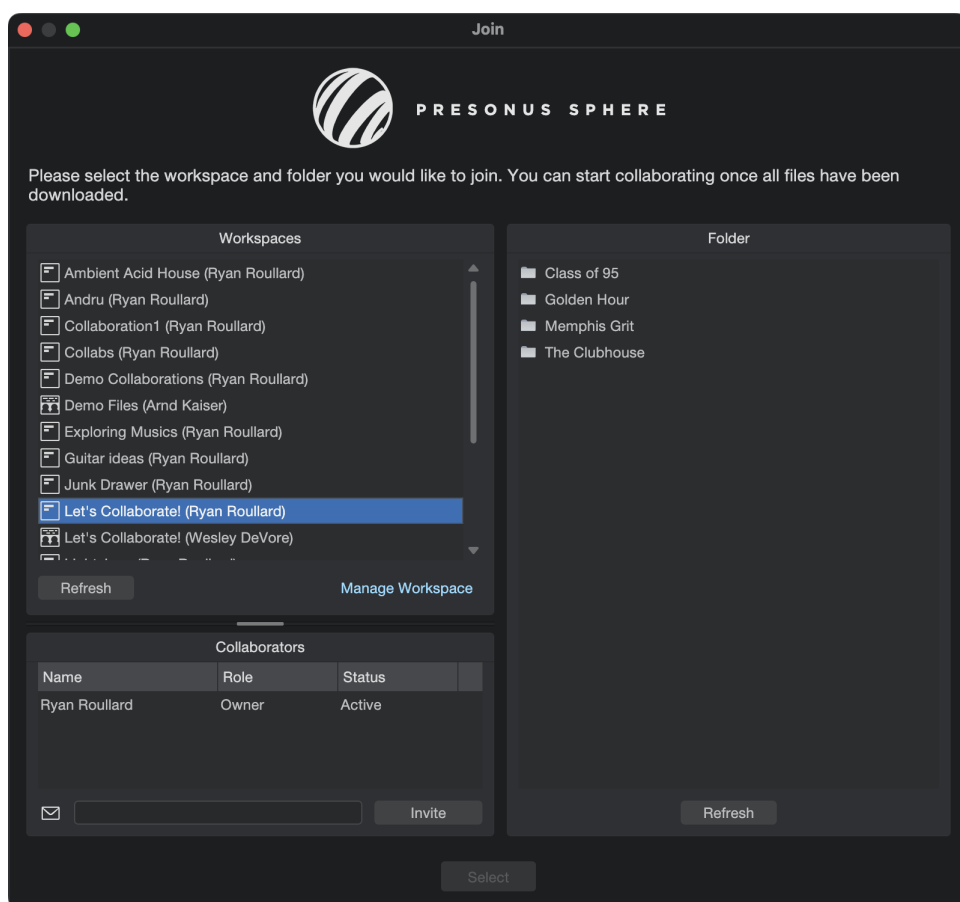 Join
PRESONUS SPHERE
Please select the workspace and folder you would like to join. You can start collaborating once all files have been
downloaded.
Workspaces
Ambient Acid House (Ryan Roullard)
Andru (Ryan Roullard)
Collaboration1 (Ryan Roullard)
Collabs (Ryan Roullard)
Demo Collaborations (Ryan Roullard)
Demo Files (Arnd Kaiser)
Exploring Musics (Ryan Roullard)
Guitar ideas (Ryan Roullard)
Junk Drawer (Ryan Roullard)
Let's Collaborate! (Ryan Roullard)
Let's Collaborate! (Wesley DeVore)
Refresh
Manage Workspace
Collaborators
Name Role Status
Ryan Roullard Owner Active
Invite
Folder
Class of 95
Golden Hour
Memphis Grit
The Clubhouse
Refresh
Select